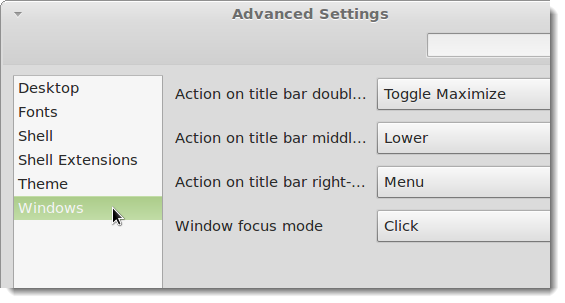 Advanced Settings
Desktop
Fonts
Shell
Shell Extensions
Theme
Windows
Action on title bar doubl... Toggle Maximize
Action on title bar middl... Lower
Action on title bar right-... Menu
Window focus mode Click